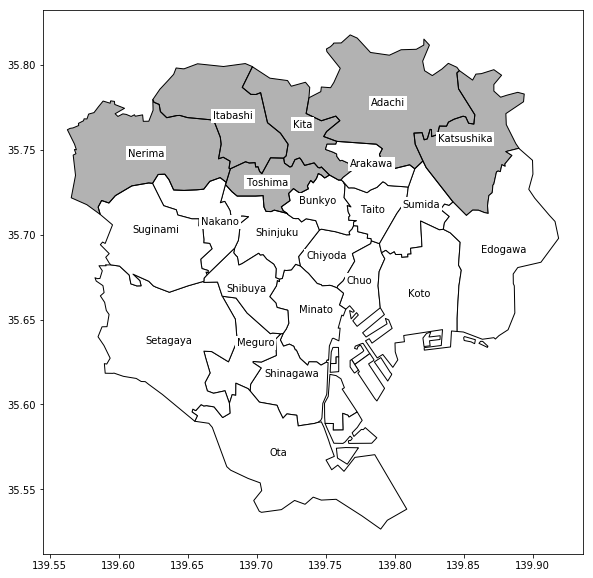 35.80
35.75
35.70
35.65
35.60
35.55
Adachi
Itabashi
Kita
Katsushika
Nerima
Arakawa
Toshima
Bunkyo
Sumida
Taito
Nakano
Suginami
Shinjuku
Edogawa
Chiyoda
Chuo
Shibuya
Koto
Minato
Setagaya
Meguro
Shinagawa
Ota
139.55 139.60 139.65 139.70 139.75 139.80 139.85 139.90